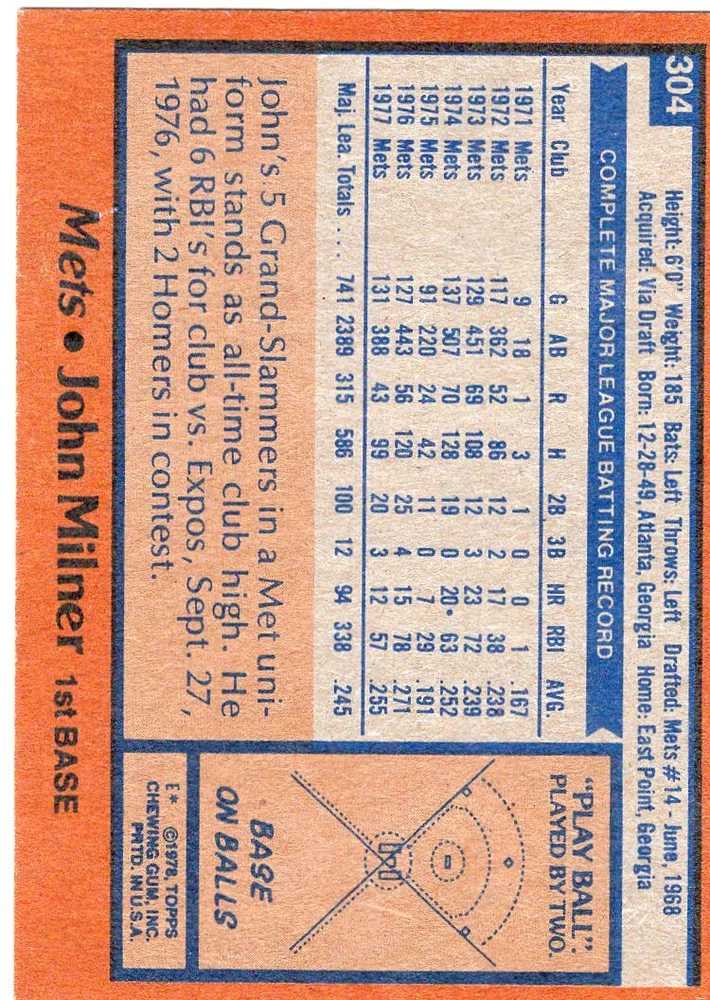 304
Height: 6'0" Weight: 185 Bats: Left Throws: Left Drafted: Mets #14 - June, 1968
Acquired: Via Draft Born: 12-28-49, Atlanta, Georgia Home: East Point, Georgia
COMPLETE MAJOR LEAGUE BATTING RECORD
Year Club G AB R H 2B 3B HR RBI AVG.
1971 Mets 9 18 1 3 1 0 0 1 .167
1972 Mets 117 362 52 86 12 2 17 38 .238
1973 Mets 129 451 69 108 12 3 23 72 .239
1974 Mets 137 507 70 128 19 0 20• 63 .252
1975 Mets 91 220 24 42 11 0 7 29 .191
1976 Mets 127 443 56 120 25 4 15 78 .271
1977 Mets 131 388 43 99 20 3 12 57 .255
Maj. Lea. Totals .... 741 2389 315 586 100 12 94 338 .245
John's 5 Grand-Slammers in a Met uni-
form stands as all-time club high. He
had 6 RBI's for club vs. Expos, Sept. 27,
1976, with 2 Homers in contest.
"PLAY BALL":
PLAYED BY TWO.
BASE
ON BALLS
E* ©1978, TOPPS
CHEWING GUM, INC.
PRTD. IN U.S.A.
Mets • John Milner 1st BASE